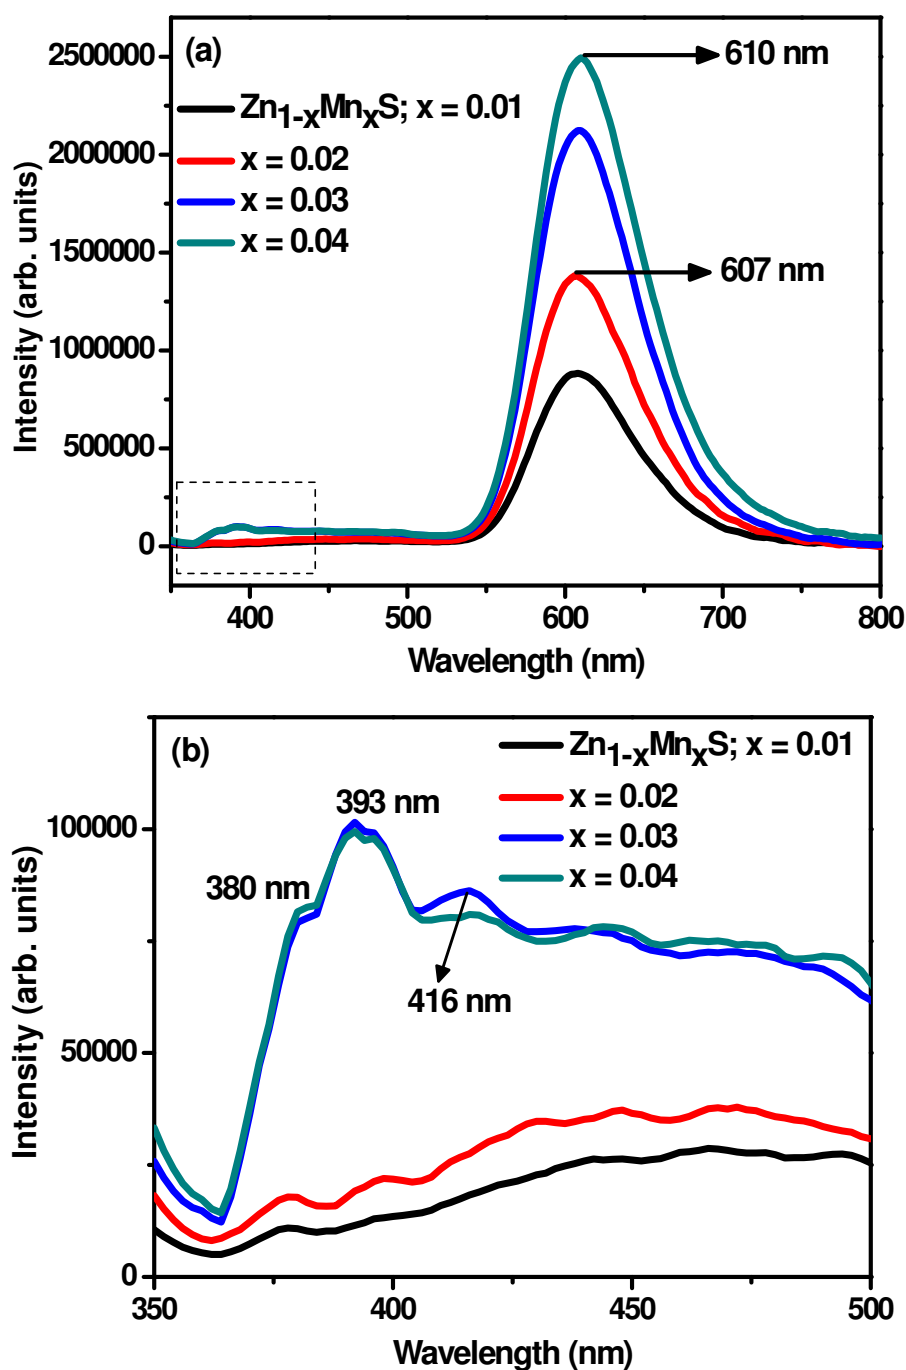 (a)
610 nm
Zn1-xMnxS; x = 0.01
x = 0.02
x = 0.03
x = 0.04
607 nm
2500000
2000000
1500000
1000000
500000
0
Intensity (arb. units)
400 500 600 700 800
Wavelength (nm)
(b)
Zn1-xMnxS; x = 0.01
x = 0.02
x = 0.03
x = 0.04
393 nm
380 nm
416 nm
100000
50000
0
Intensity (arb. units)
350 400 450 500
Wavelength (nm)